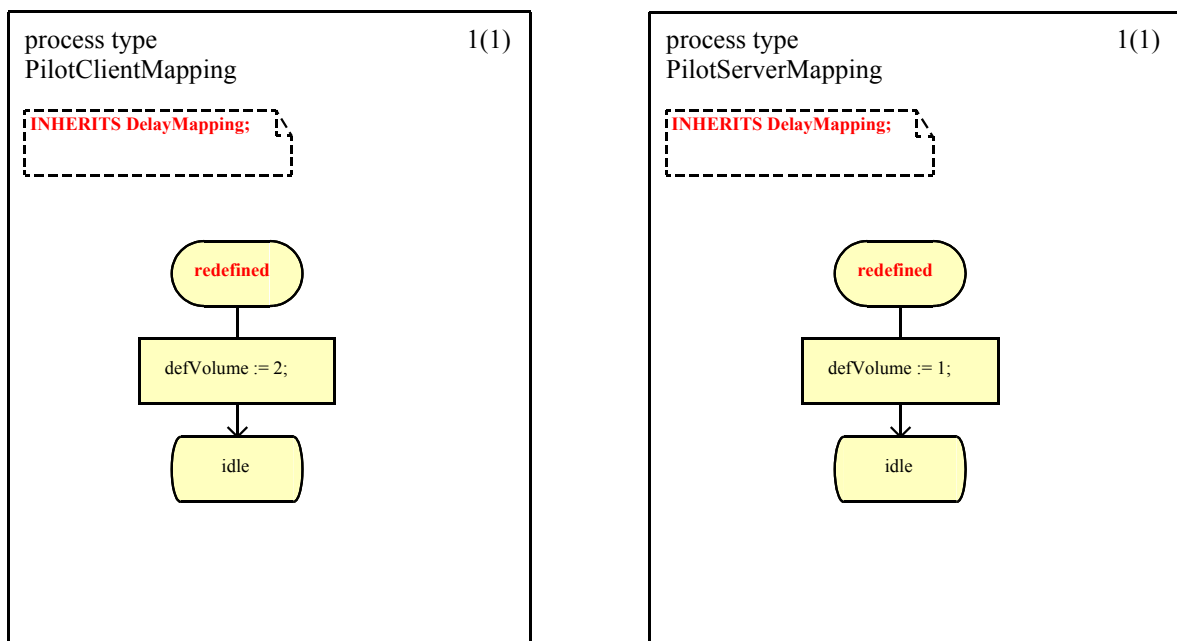 process type 1(1)
PilotClientMapping
INHERITS DelayMapping;
redefined
defVolume := 2;
idle
process type 1(1)
PilotServerMapping
INHERITS DelayMapping;
redefined
defVolume := 1;
idle